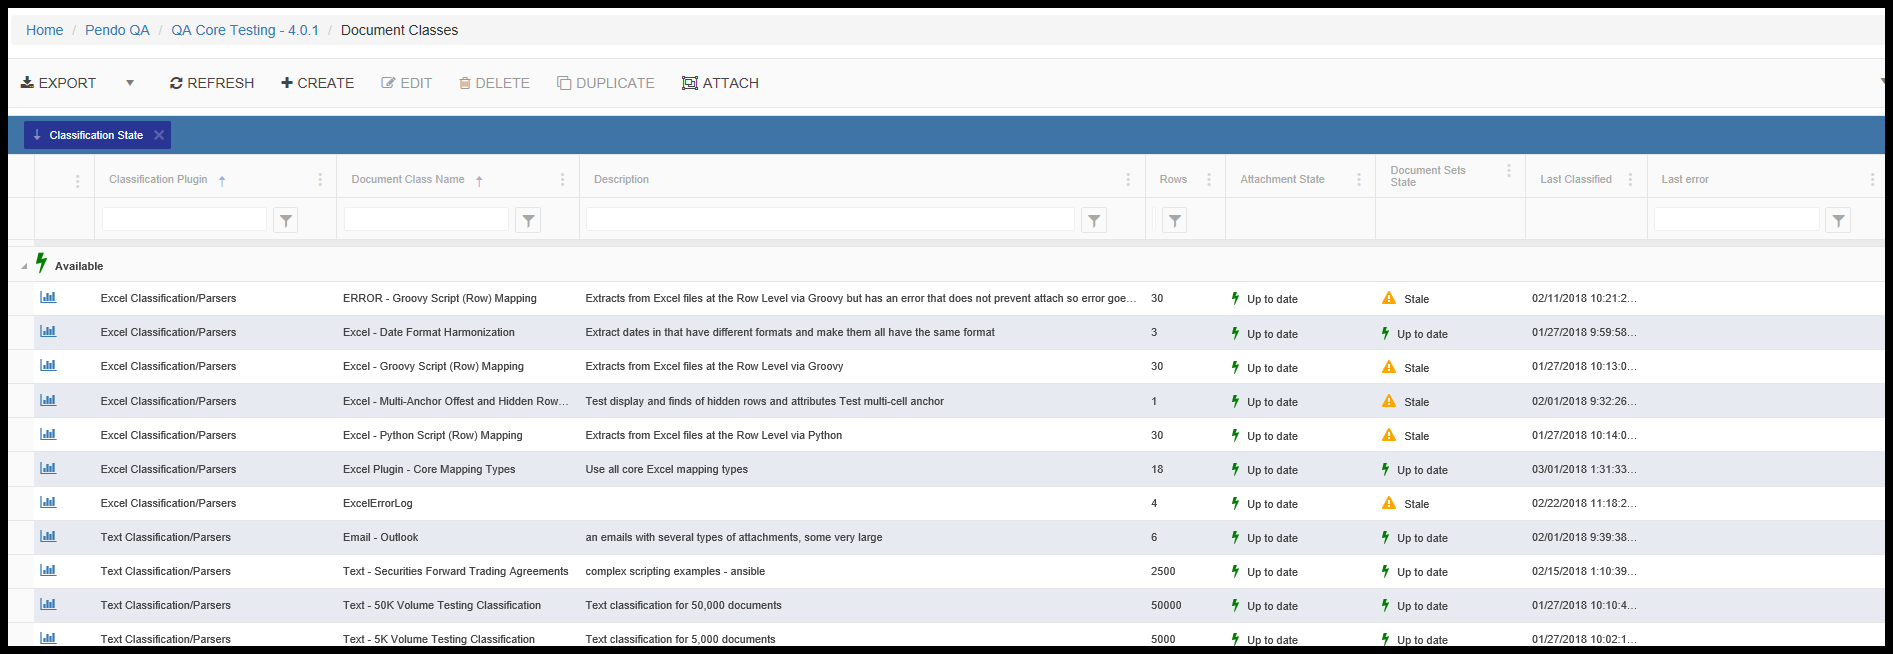 Home / Pendo QA / QA Core Testing - 4.0.1 / Document Classes
EXPORT REFRESH CREATE EDIT DELETE DUPLICATE ATTACH
Classification State
Classification Plugin Document Class Name Description Rows Attachment State Document Sets State Last Classified Last error
Available
Excel Classification/Parsers ERROR - Groovy Script (Row) Mapping Extracts from Excel files at the Row Level via Groovy but has an error that does not prevent attach so error goe... 30 Up to date Stale 02/11/2018 10:21:2...
Excel Classification/Parsers Excel - Date Format Harmonization Extract dates in that have different formats and make them all have the same format 3 Up to date Up to date 01/27/2018 9:59:58...
Excel Classification/Parsers Excel - Groovy Script (Row) Mapping Extracts from Excel files at the Row Level via Groovy 30 Up to date Stale 01/27/2018 10:13:0...
Excel Classification/Parsers Excel - Multi-Anchor Offest and Hidden Row... Test display and finds of hidden rows and attributes Test multi-cell anchor 1 Up to date Stale 02/01/2018 9:32:26...
Excel Classification/Parsers Excel - Python Script (Row) Mapping Extracts from Excel files at the Row Level via Python 30 Up to date Stale 01/27/2018 10:14:0...
Excel Classification/Parsers Excel Plugin - Core Mapping Types Use all core Excel mapping types 18 Up to date Up to date 03/01/2018 1:31:33...
Excel Classification/Parsers ExcelErrorLog 4 Up to date Stale 02/22/2018 11:18:2...
Text Classification/Parsers Email - Outlook an emails with several types of attachments, some very large 6 Up to date Up to date 02/01/2018 9:39:38...
Text Classification/Parsers Text - Securities Forward Trading Agreements complex scripting examples - ansible 2500 Up to date Up to date 02/15/2018 1:10:39...
Text Classification/Parsers Text - 50K Volume Testing Classification Text classification for 50,000 documents 50000 Up to date Up to date 01/27/2018 10:10:4...
Text Classification/Parsers Text - 5K Volume Testing Classification Text classification for 5,000 documents 5000 Up to date Up to date 01/27/2018 10:02:1...